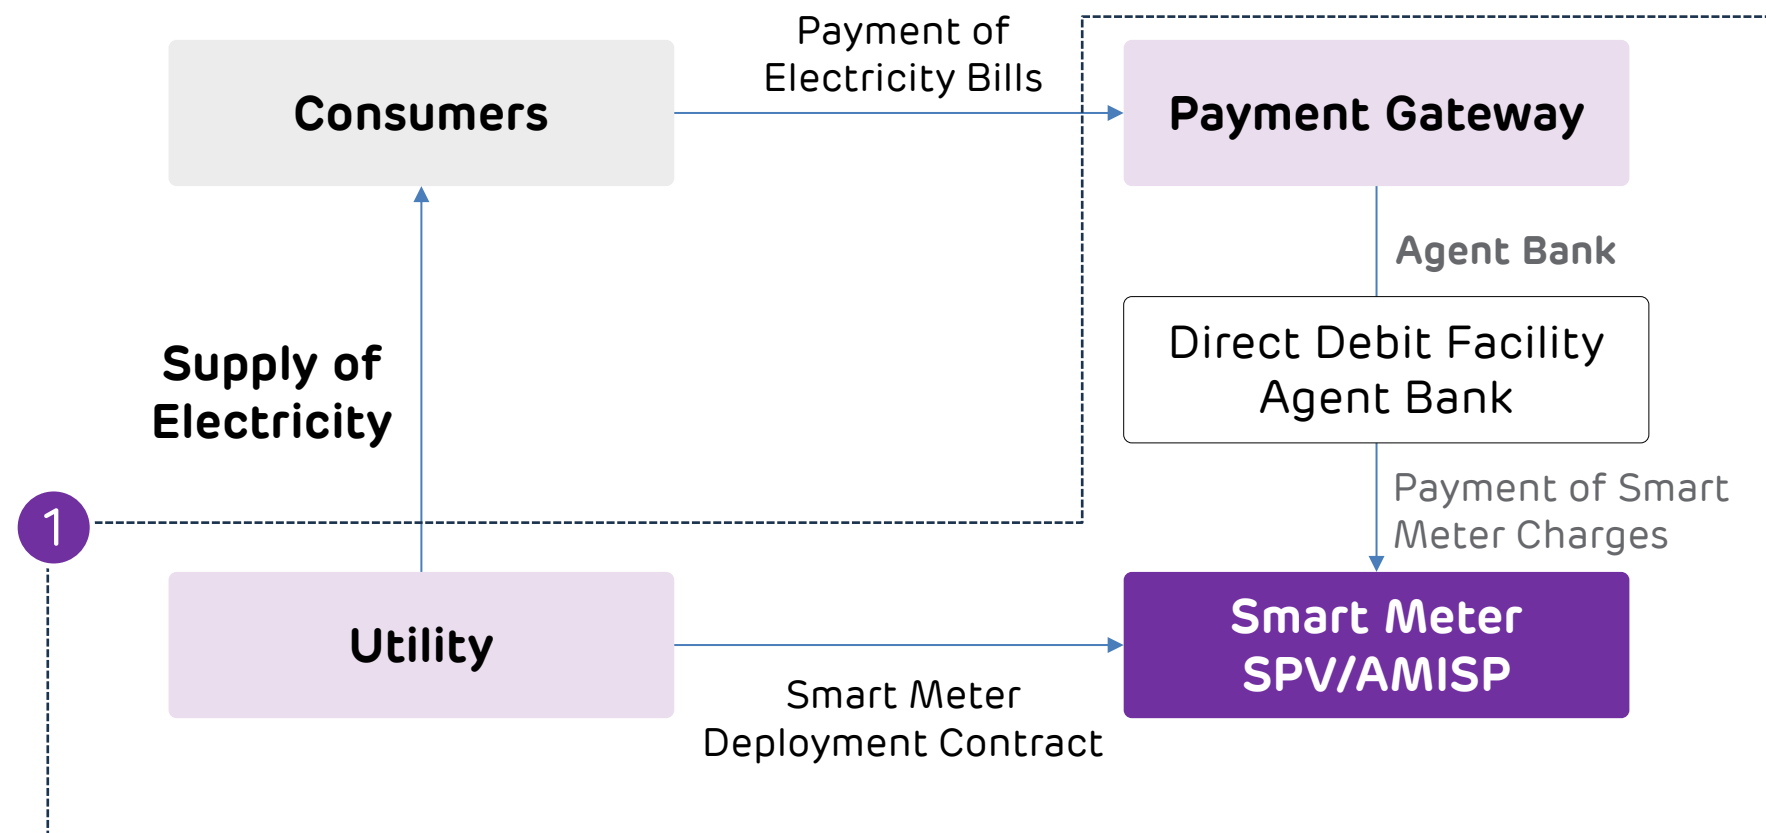 Payment of
Electricity Bills
Consumers
Payment Gateway
Agent Bank
Direct Debit Facility
Agent Bank
Supply of
Electricity
Payment of Smart
Meter Charges
1
Utility
Smart Meter
SPV/AMISP
Smart Meter
Deployment Contract